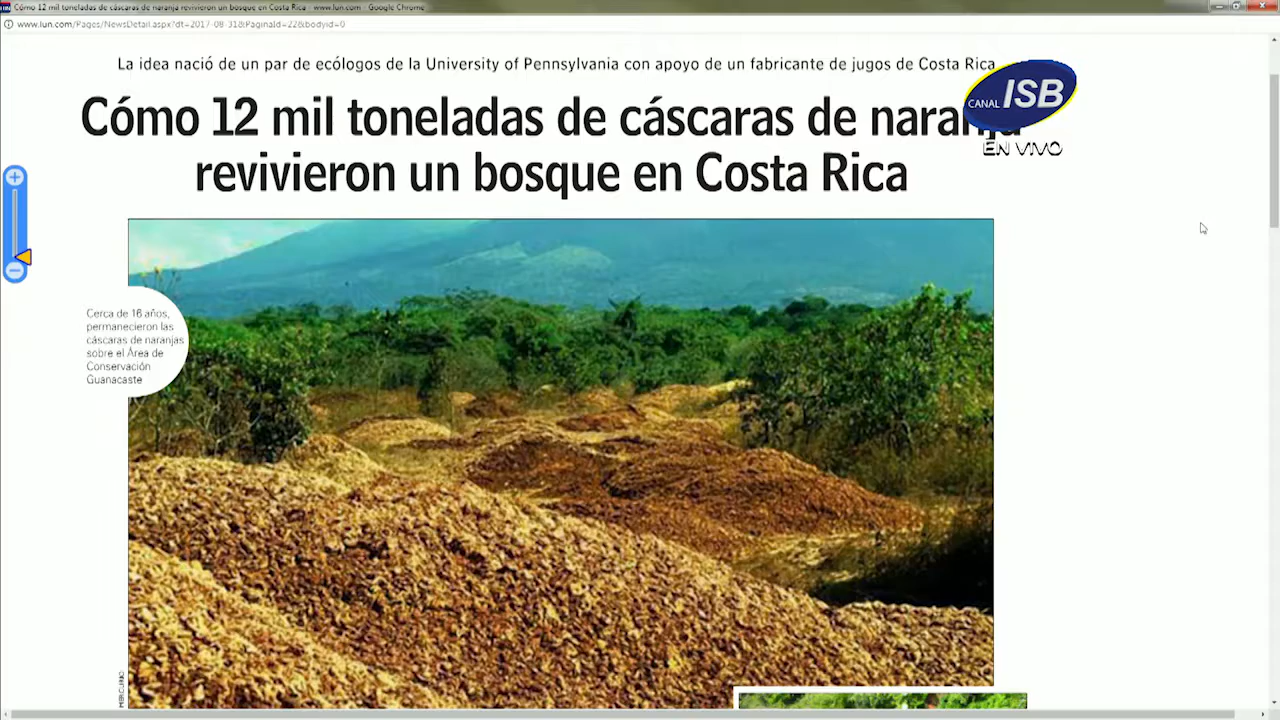 Cómo 12 mil toneladas de cáscaras de naranja revivieron un bosque en Costa Rica - www.lun.com - Google Chrome
www.lun.com/Pages/NewsDetail.aspx?dt=2017-08-31&PaginaId=22&bodyid=0
La idea nació de un par de ecólogos de la University of Pennsylvania con apoyo de un fabricante de jugos de Costa Rica
CANAL ISB
EN VIVO
Cómo 12 mil toneladas de cáscaras de naranja
revivieron un bosque en Costa Rica
Cerca de 16 años,
permanecieron las
cáscaras de naranjas
sobre el Área de
Conservación
Guanacaste